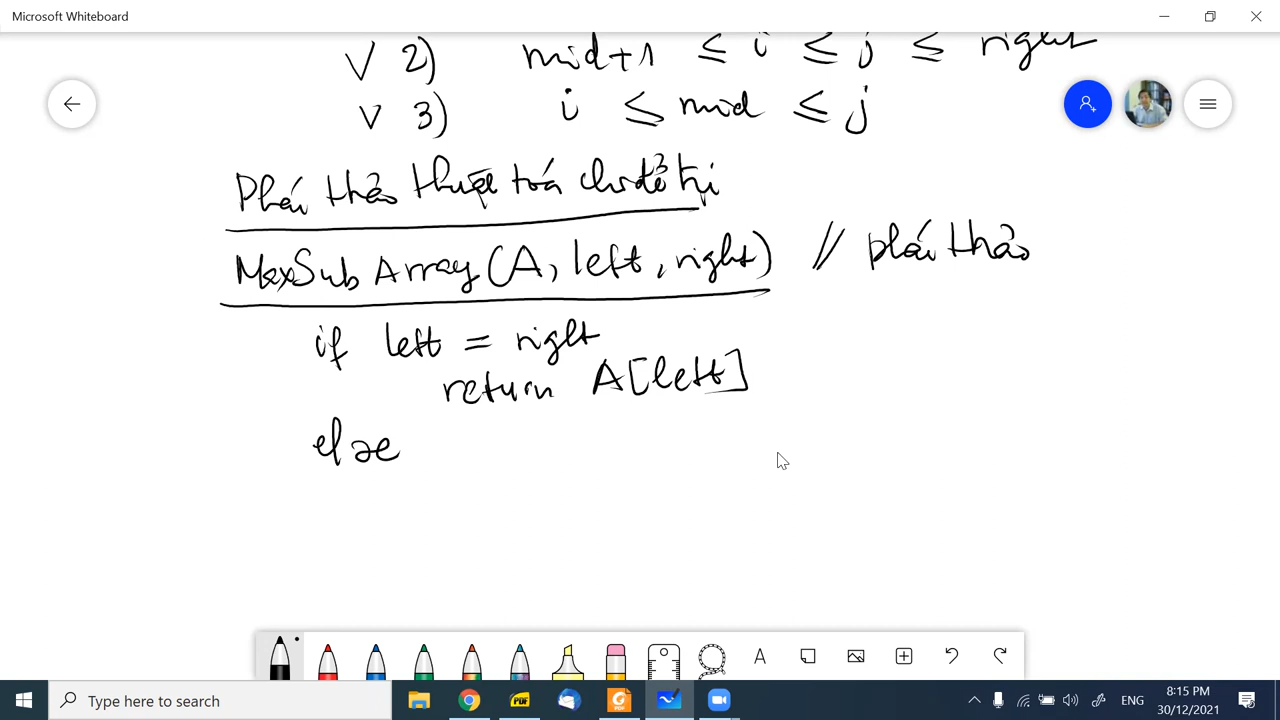 Microsoft Whiteboard
V 2) mid+1 ≤ i ≤ j ≤ right
V 3) i ≤ mid ≤ j
Phác thảo thuật toán chia để trị
MaxSubArray(A, left, right) // phác thảo
if left = right
return A[left]
else
Type here to search
ENG
8:15 PM
30/12/2021